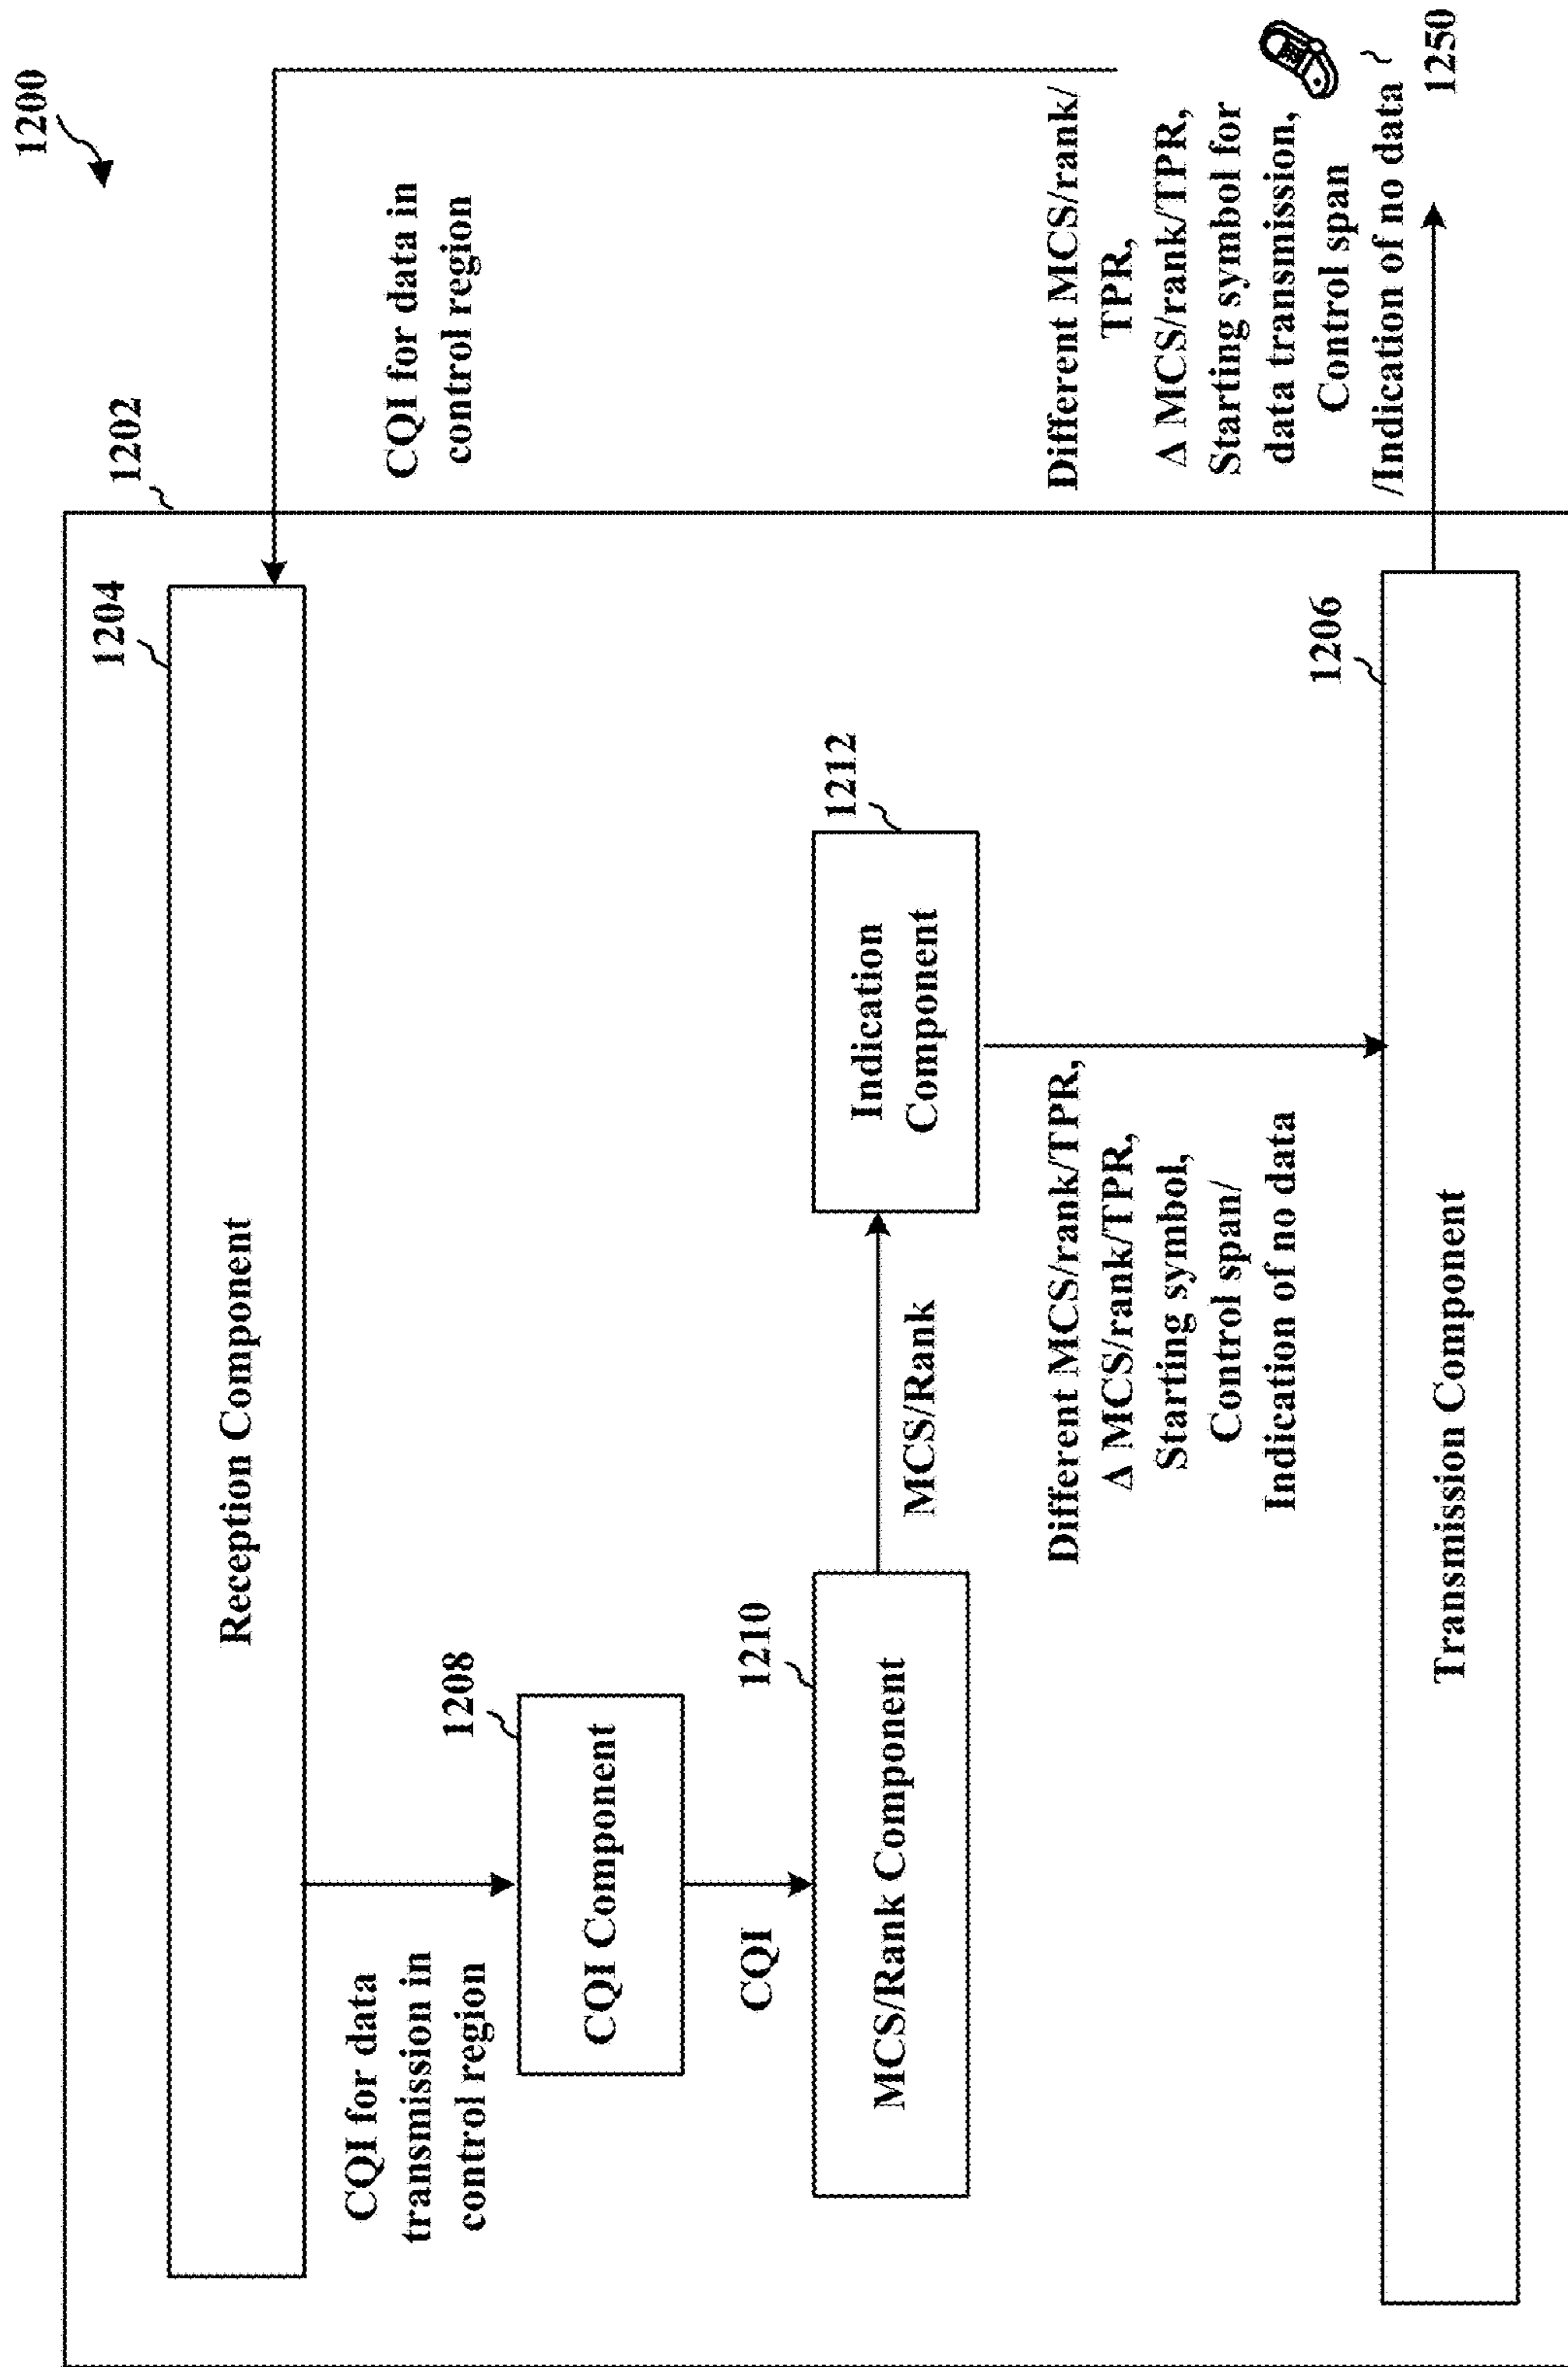 1200
1202
1204
Reception Component
CQI for data in
control region
CQI for data
transmission in
control region
1208
CQI Component
CQI
1210
MCS/Rank Component
MCS/Rank
1212
Indication
Component
Different MCS/rank/TPR,
Δ MCS/rank/TPR,
Starting symbol,
Control span/
Indication of no data
Different MCS/rank/
TPR,
Δ MCS/rank/TPR,
Starting symbol for
data transmission,
Control span
/Indication of no data
1250
1206
Transmission Component